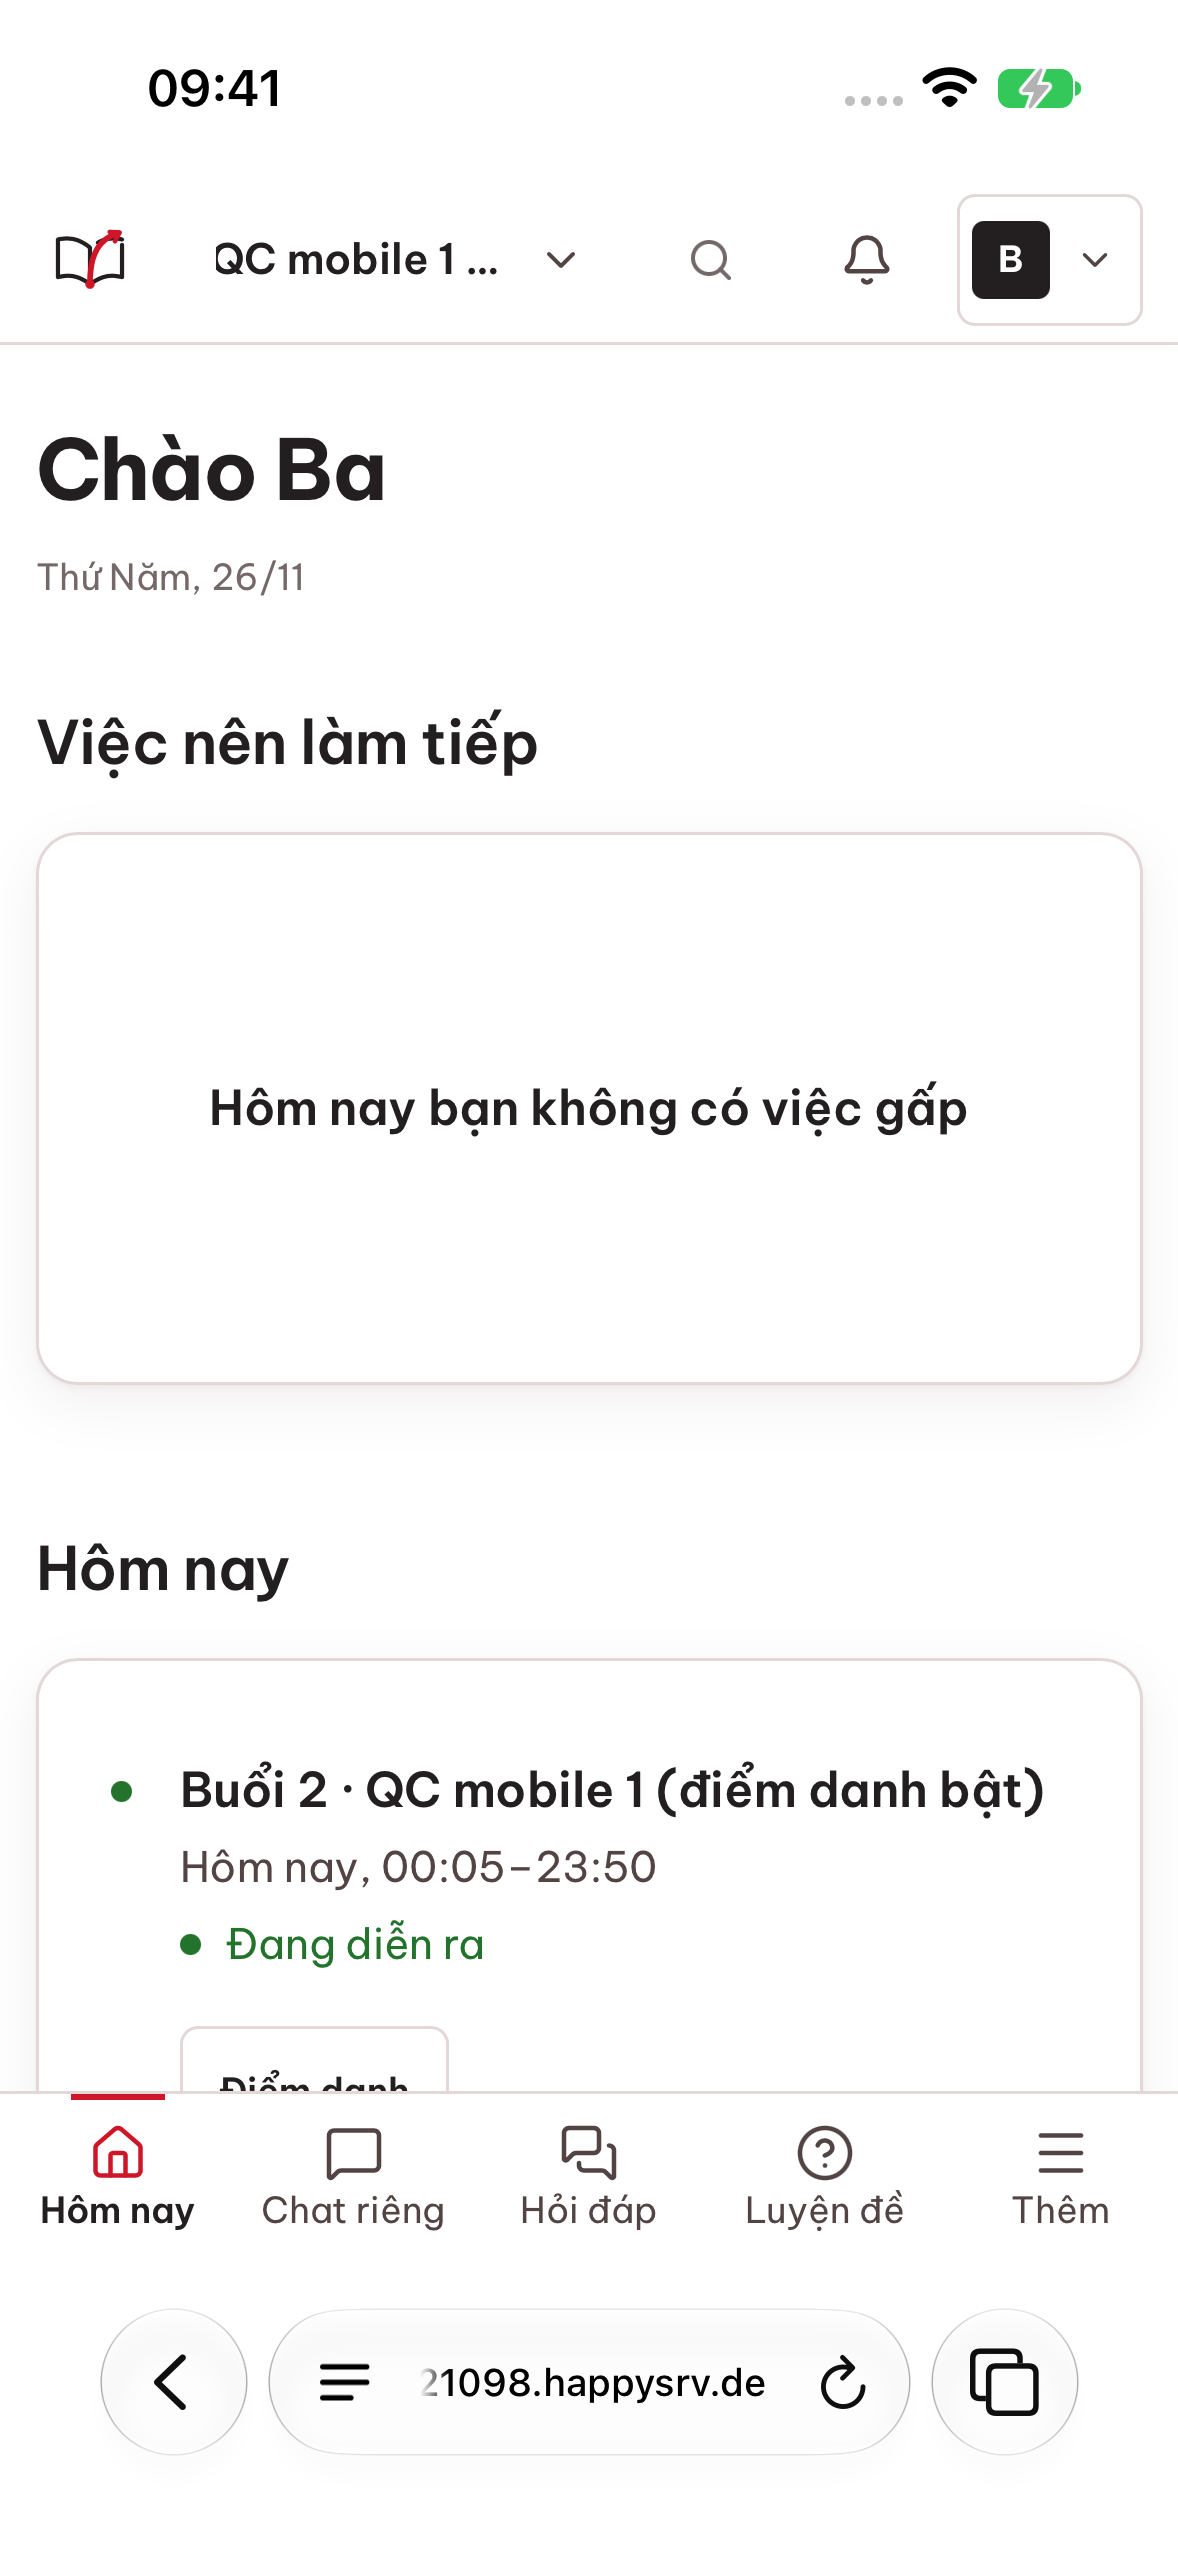 09:41
QC mobile 1 ...
B
Chào Ba
Thứ Năm, 26/11
Việc nên làm tiếp
Hôm nay bạn không có việc gấp
Hôm nay
Buổi 2 · QC mobile 1 (điểm danh bật)
Hôm nay, 00:05–23:50
Đang diễn ra
Điểm danh
Hôm nay
Chat riêng
Hỏi đáp
Luyện đề
Thêm
21098.happysrv.de